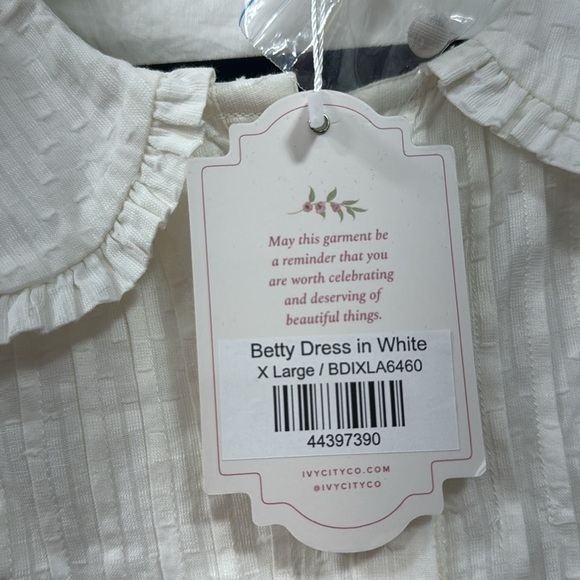 May this garment be
a reminder that you
are worth celebrating
and deserving of
beautiful things.
Betty Dress in White
X Large / BDIXLA6460
44397390
IVYCITYCO.COM
@IVYCITYCO